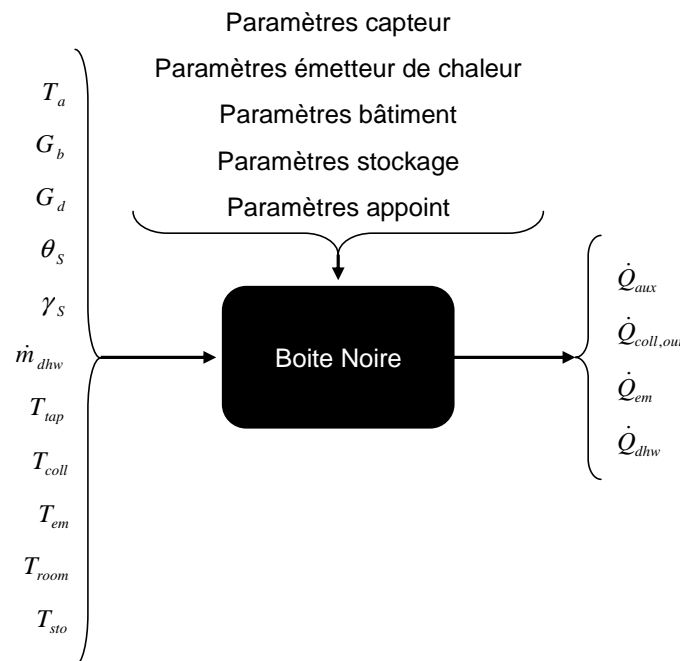 Paramètres capteur
Paramètres émetteur de chaleur
Paramètres bâtiment
Paramètres stockage
Paramètres appoint
T_a
G_b
G_d
θ_S
γ_S
ṁ_dhw
T_tap
T_coll
T_em
T_room
T_sto
Boite Noire
Q̇_aux
Q̇_coll,out
Q̇_em
Q̇_dhw